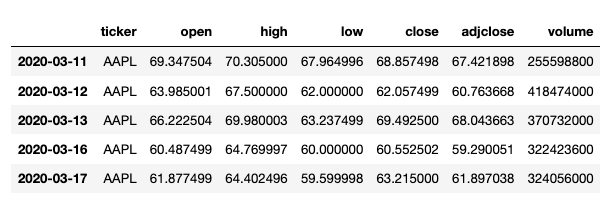 ticker open high low close adjclose volume
2020-03-11 AAPL 69.347504 70.305000 67.964996 68.857498 67.421898 255598800
2020-03-12 AAPL 63.985001 67.500000 62.000000 62.057499 60.763668 418474000
2020-03-13 AAPL 66.222504 69.980003 63.237499 69.492500 68.043663 370732000
2020-03-16 AAPL 60.487499 64.769997 60.000000 60.552502 59.290051 322423600
2020-03-17 AAPL 61.877499 64.402496 59.599998 63.215000 61.897038 324056000